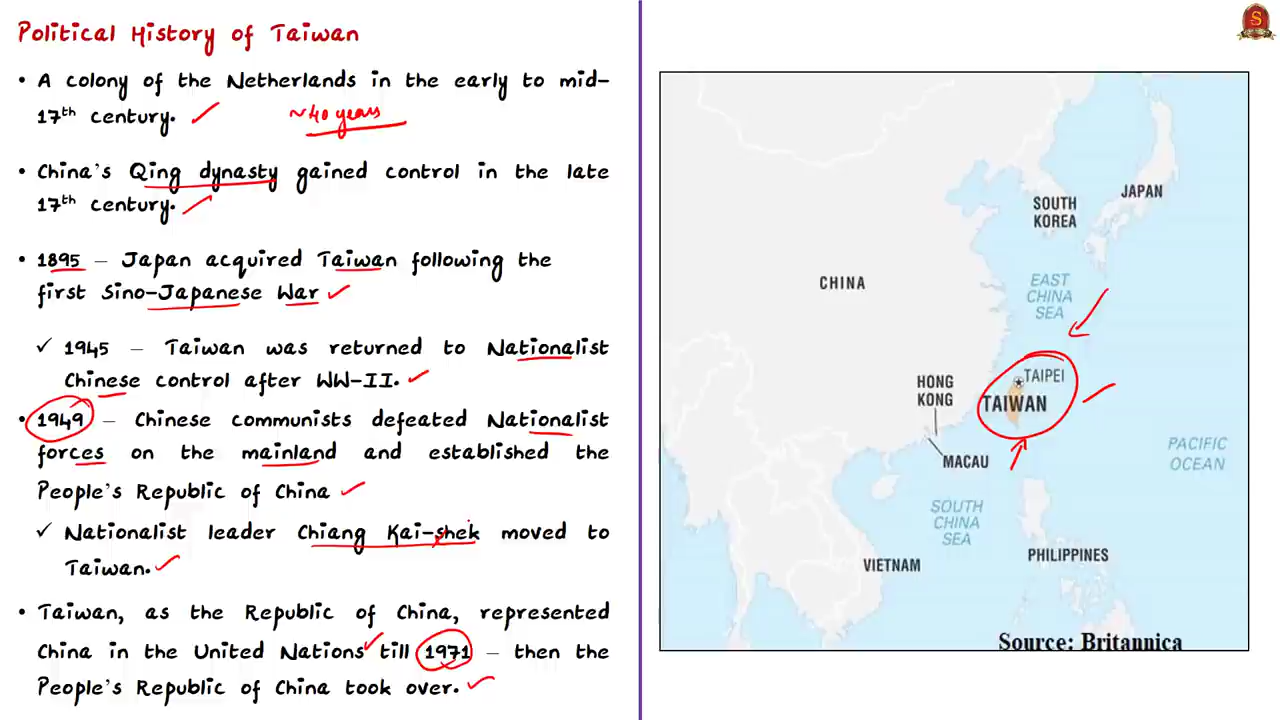 Political History of Taiwan
• A colony of the Netherlands in the early to mid-
17th century.
~40 years
• China's Qing dynasty gained control in the late
17th century.
• 1895 – Japan acquired Taiwan following the
first Sino-Japanese War
✓ 1945 – Taiwan was returned to Nationalist
Chinese control after WW-II.
• 1949 – Chinese communists defeated Nationalist
forces on the mainland and established the
People's Republic of China
✓ Nationalist leader Chiang Kai-shek moved to
Taiwan.
• Taiwan, as the Republic of China, represented
China in the United Nations till 1971 – then the
People's Republic of China took over.
S
JAPAN
SOUTH
KOREA
CHINA
EAST
CHINA
SEA
TAIPEI
HONG
KONG
TAIWAN
MACAU
PACIFIC
OCEAN
SOUTH
CHINA
SEA
VIETNAM
PHILIPPINES
Source: Britannica